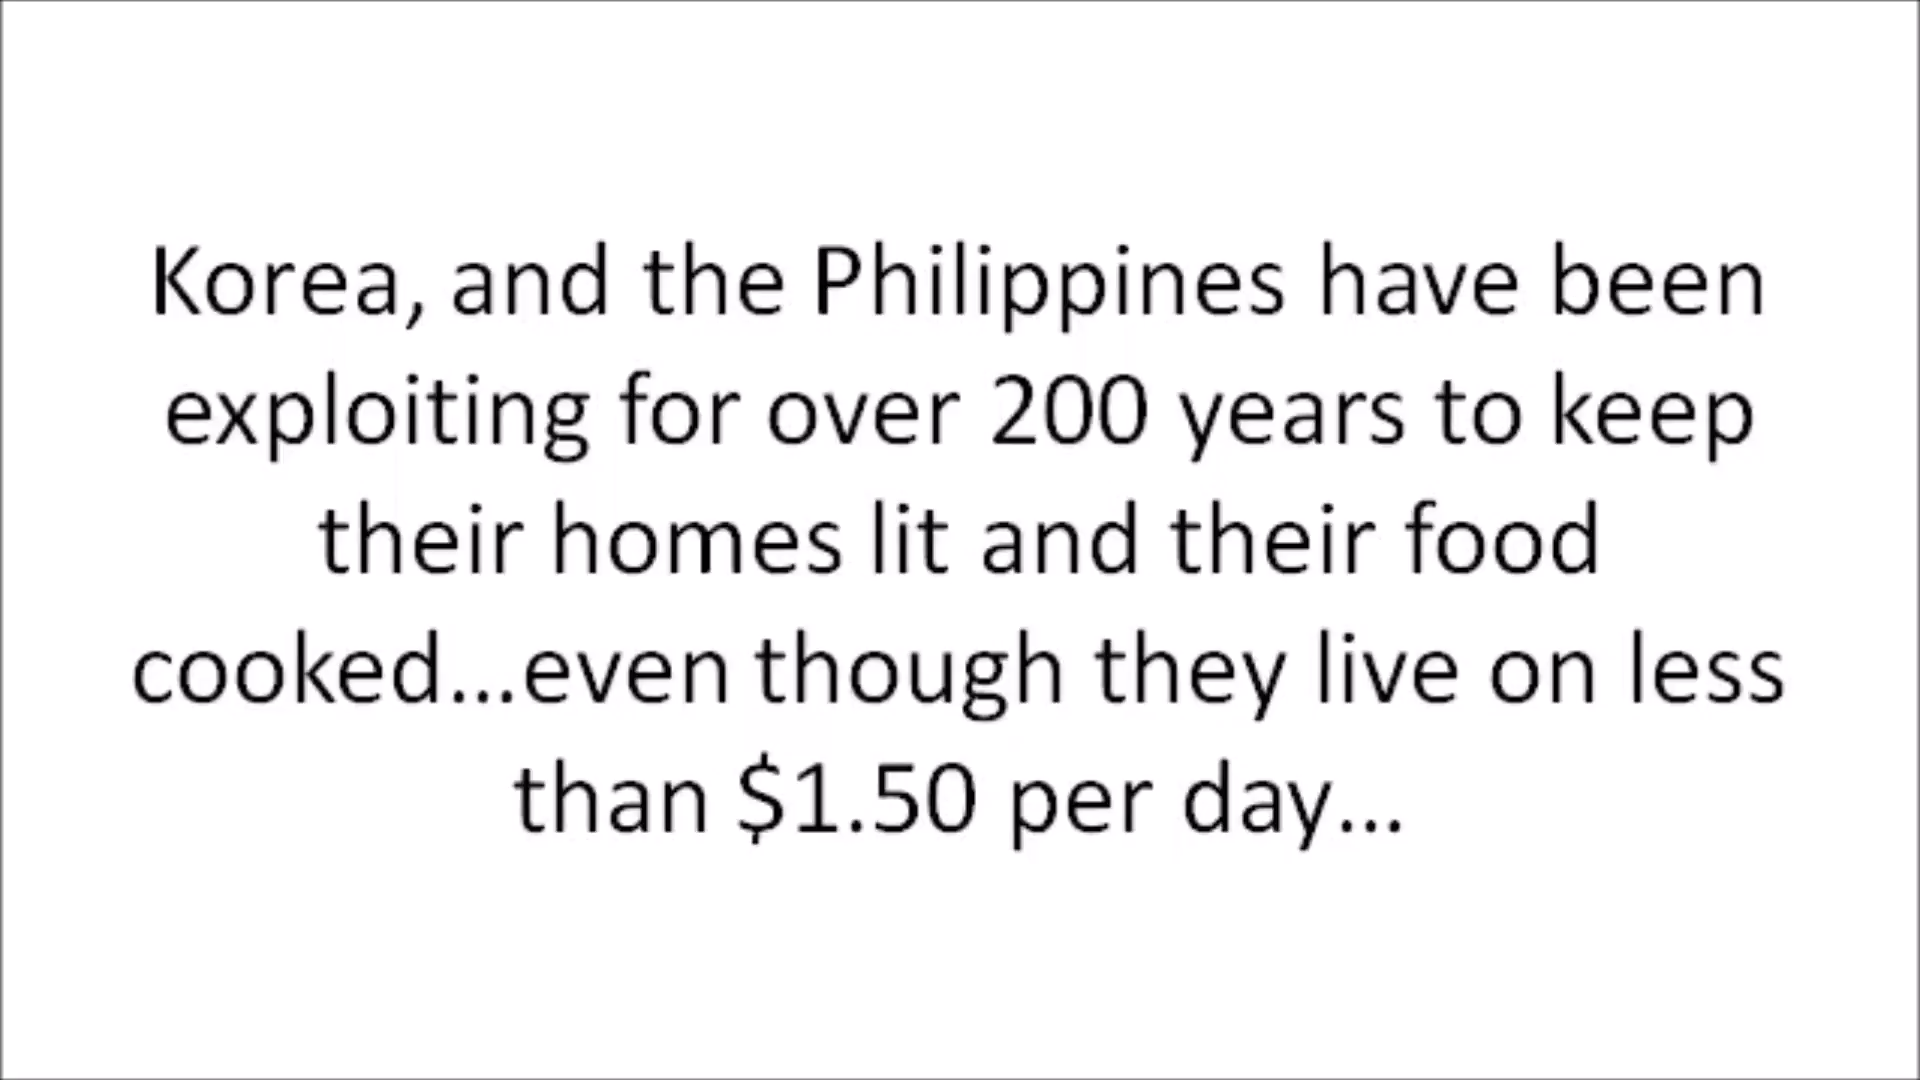 Korea, and the Philippines have been
exploiting for over 200 years to keep
their homes lit and their food
cooked...even though they live on less
than $1.50 per day...